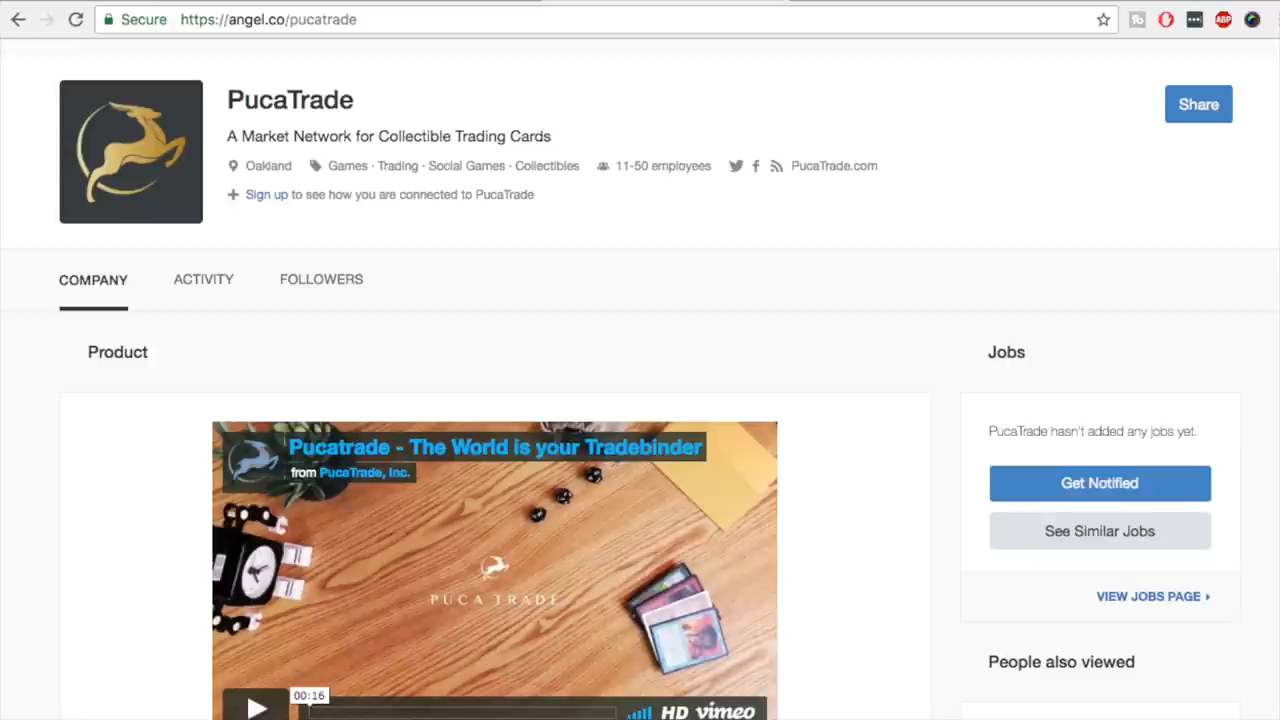 Secure https://angel.co/pucatrade
ABP
PucaTrade
Share
A Market Network for Collectible Trading Cards
Oakland Games · Trading · Social Games · Collectibles 11-50 employees PucaTrade.com
+ Sign up to see how you are connected to PucaTrade
COMPANY ACTIVITY FOLLOWERS
Product
Jobs
Pucatrade - The World is your Tradebinder
from PucaTrade, Inc.
PUCA TRADE
00:16
HD vimeo
PucaTrade hasn't added any jobs yet.
Get Notified
See Similar Jobs
VIEW JOBS PAGE
People also viewed